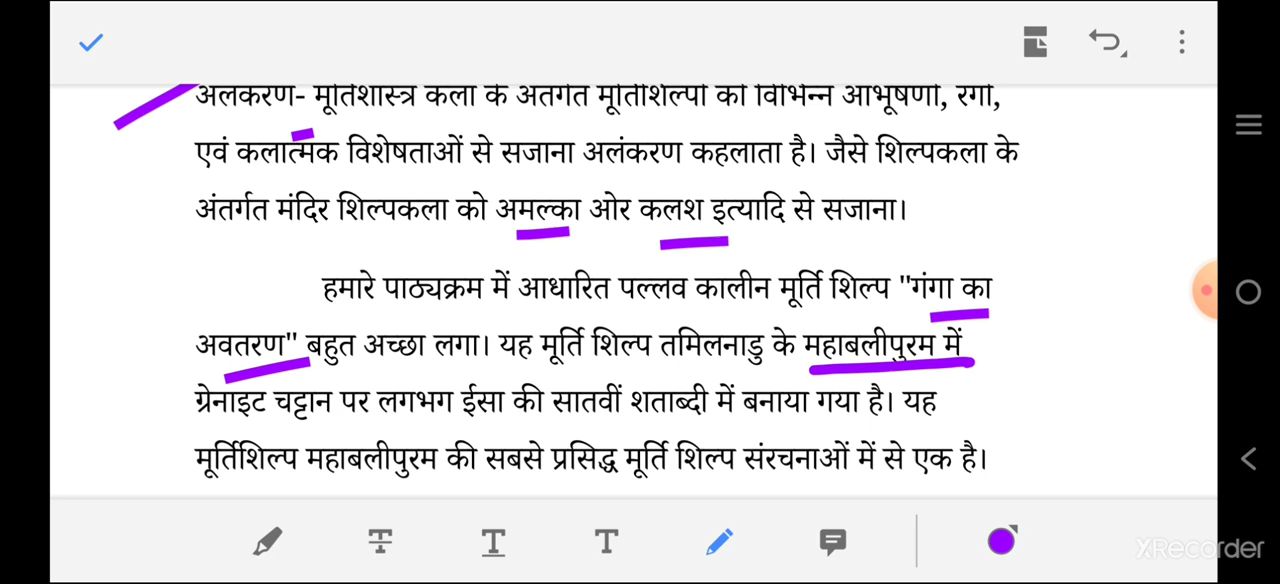 अलंकरण- मूर्तिशास्त्र कला के अंतर्गत मूर्तिशिल्पों को विभिन्न आभूषणों, रंगों,
एवं कलात्मक विशेषताओं से सजाना अलंकरण कहलाता है। जैसे शिल्पकला के
अंतर्गत मंदिर शिल्पकला को अमल्का ओर कलश इत्यादि से सजाना।
हमारे पाठ्यक्रम में आधारित पल्लव कालीन मूर्ति शिल्प "गंगा का
अवतरण" बहुत अच्छा लगा। यह मूर्ति शिल्प तमिलनाडु के महाबलीपुरम में
ग्रेनाइट चट्टान पर लगभग ईसा की सातवीं शताब्दी में बनाया गया है। यह
मूर्तिशिल्प महाबलीपुरम की सबसे प्रसिद्ध मूर्ति शिल्प संरचनाओं में से एक है।
XRecorder